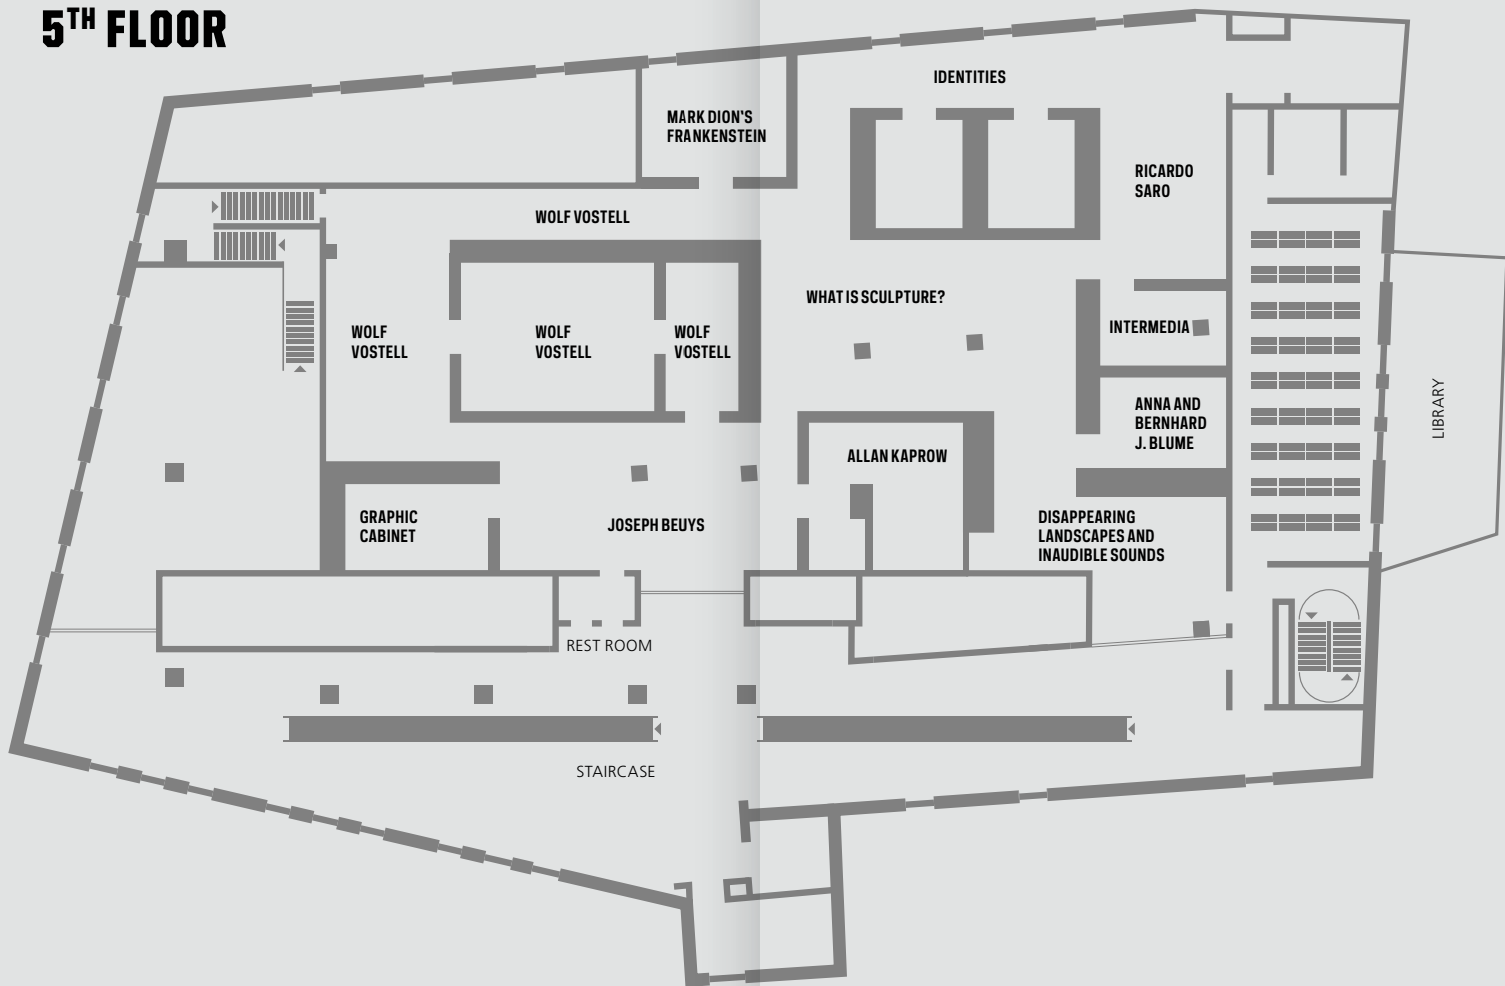 5TH FLOOR
IDENTITIES
MARK DION'S
FRANKENSTEIN
RICARDO
SARO
WOLF VOSTELL
WHAT IS SCULPTURE?
WOLF
VOSTELL
WOLF
VOSTELL
WOLF
VOSTELL
INTERMEDIA
ANNA AND
BERNHARD
J. BLUME
LIBRARY
ALLAN KAPROW
GRAPHIC
CABINET
JOSEPH BEUYS
DISAPPEARING
LANDSCAPES AND
INAUDIBLE SOUNDS
REST ROOM
STAIRCASE